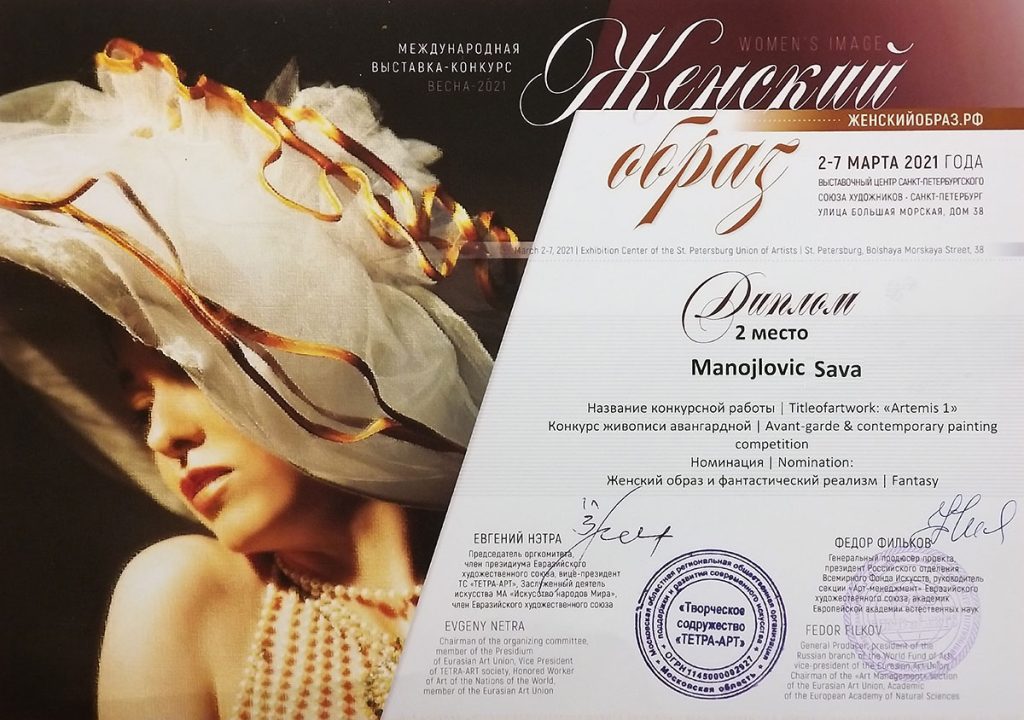 МЕЖДУНАРОДНАЯ
ВЫСТАВКА-КОНКУРС
ВЕСНА-2021
WOMEN'S IMAGE
Женский
образ
ЖЕНСКИЙОБРАЗ.РФ
2-7 МАРТА 2021 ГОДА
ВЫСТАВОЧНЫЙ ЦЕНТР САНКТ-ПЕТЕРБУРГСКОГО
СОЮЗА ХУДОЖНИКОВ - САНКТ-ПЕТЕРБУРГ
УЛИЦА БОЛЬШАЯ МОРСКАЯ, ДОМ 38
March 2-7, 2021 | Exhibition Center of the St. Petersburg Union of Artists | St. Petersburg, Bolshaya Morskaya Street, 38
Диплом
2 место
Manojlovic Sava
Название конкурсной работы | Titleofartwork: «Artemis 1»
Конкурс живописи авангардной | Avant-garde & contemporary painting
competition
Номинация | Nomination:
Женский образ и фантастический реализм | Fantasy
ЕВГЕНИЙ НЭТРА
Председатель оргкомитета,
член президиума Евразийского
художественного союза, вице-президент
ТС «ТЕТРА-АРТ», Заслуженный деятель
искусства МА «Искусство народов Мира»,
член Евразийского художественного союза
EVGENY NETRA
Chairman of the organizing committee,
member of the Presidium
of Eurasian Art Union, Vice President
of TETRA-ART society, Honored Worker
of Art of the Nations of the World,
member of the Eurasian Art Union
Московская областная региональная общественная организация
поддержки и развития современного искусства
«Творческое
содружество
«ТЕТРА-АРТ»
ОГРН 1145000002927
Московская область
ФЕДОР ФИЛЬКОВ
Генеральный продюсер проекта,
президент Российского отделения
Всемирного Фонда Искусств, руководитель
секции «Арт-менеджмент» Евразийского
художественного союза, академик
Европейской академии естественных наук
FEDOR FILKOV
General Producer, president of the
Russian branch of the World Fund of Arts,
vice-president of the Eurasian Art Union,
Chairman of the «Art Management» section
of the Eurasian Art Union, Academic
of the European Academy of Natural Sciences